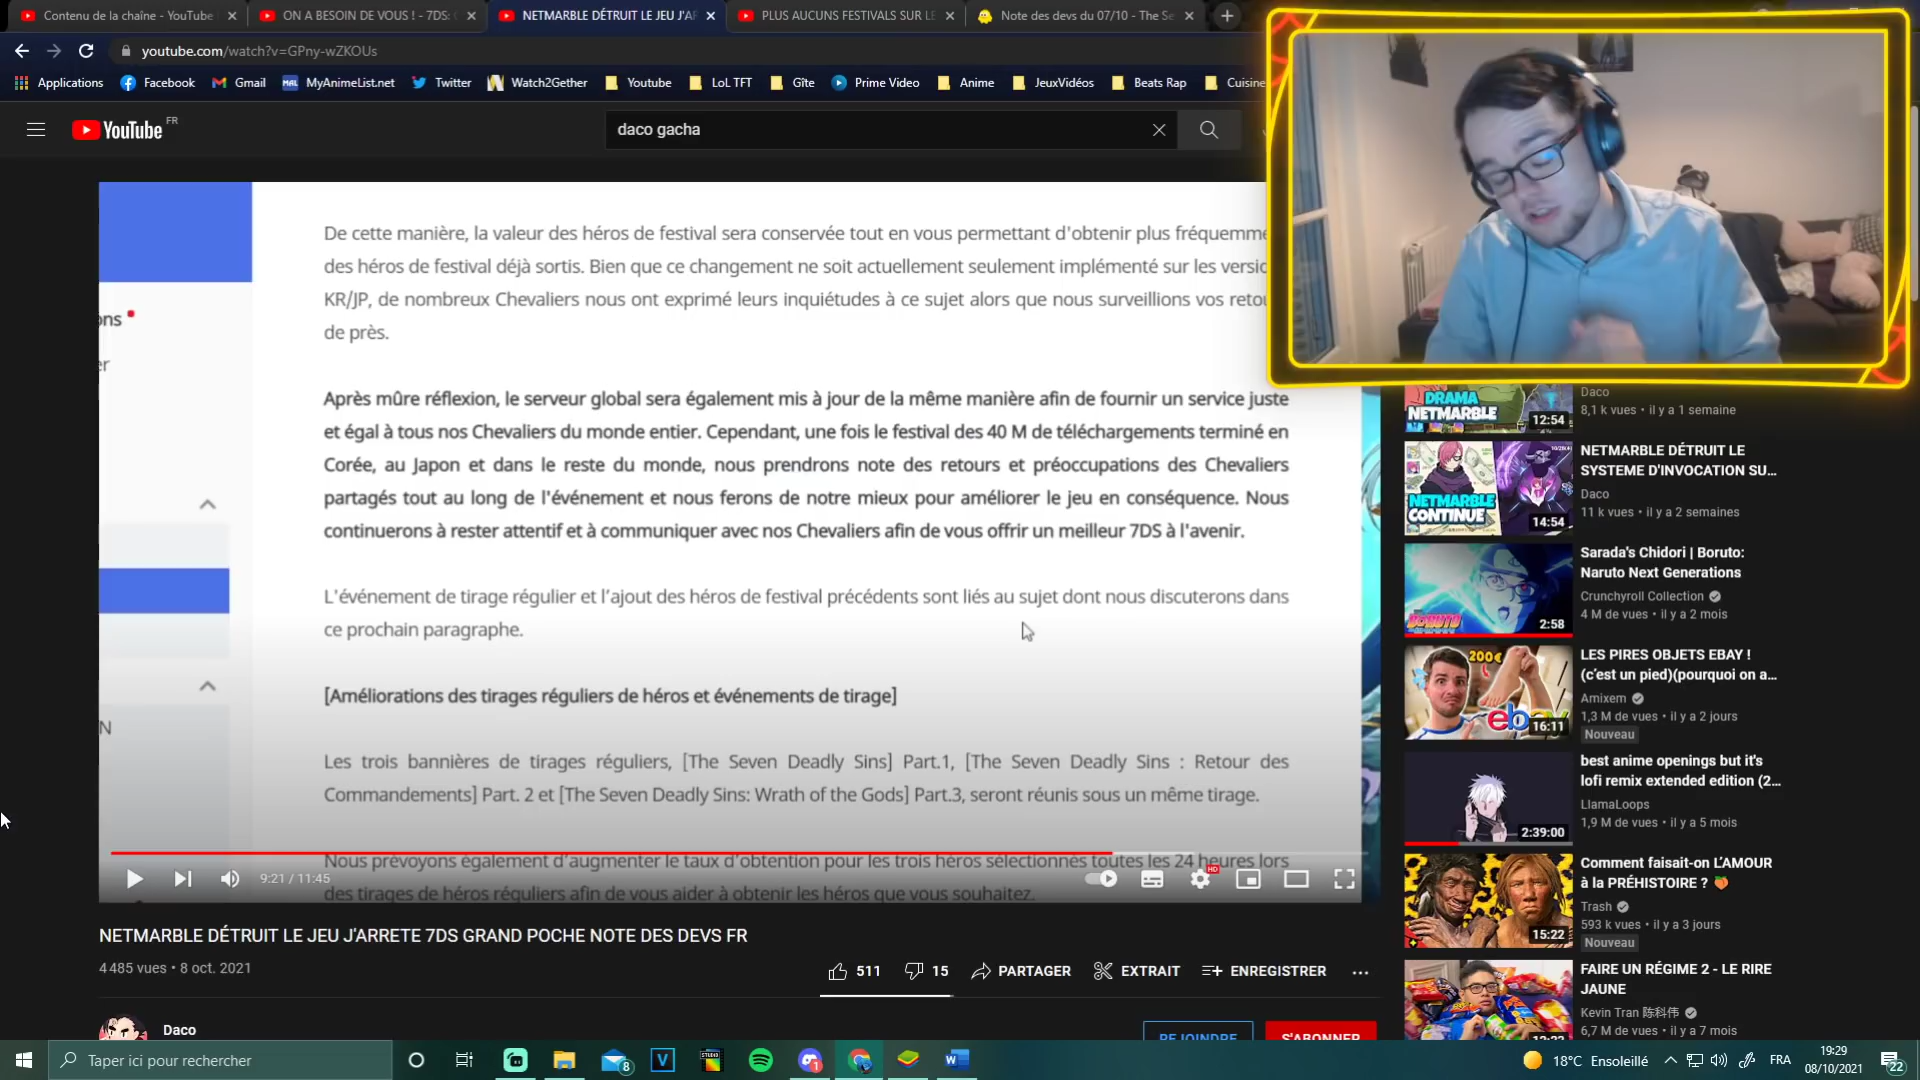 Contenu de la chaîne - YouTube
ON A BESOIN DE VOUS ! - 7DS:
NETMARBLE DÉTRUIT LE JEU J'AR
PLUS AUCUNS FESTIVALS SUR LE
Note des devs du 07/10 - The Se
youtube.com/watch?v=GPny-wZKOUs
Applications
Facebook
Gmail
MyAnimeList.net
Twitter
Watch2Gether
Youtube
LoL TFT
Gîte
Prime Video
Anime
JeuxVidéos
Beats Rap
Cuisine
YouTube FR
daco gacha
De cette manière, la valeur des héros de festival sera conservée tout en vous permettant d'obtenir plus fréquemme
des héros de festival déjà sortis. Bien que ce changement ne soit actuellement seulement implémenté sur les versi
KR/JP, de nombreux Chevaliers nous ont exprimé leurs inquiétudes à ce sujet alors que nous surveillions vos retou
de près.
ons
er
Après mûre réflexion, le serveur global sera également mis à jour de la même manière afin de fournir un service juste
et égal à tous nos Chevaliers du monde entier. Cependant, une fois le festival des 40 M de téléchargements terminé en
Corée, au Japon et dans le reste du monde, nous prendrons note des retours et préoccupations des Chevaliers
partagés tout au long de l'événement et nous ferons de notre mieux pour améliorer le jeu en conséquence. Nous
continuerons à rester attentif et à communiquer avec nos Chevaliers afin de vous offrir un meilleur 7DS à l'avenir.
L'événement de tirage régulier et l'ajout des héros de festival précédents sont liés au sujet dont nous discuterons dans
ce prochain paragraphe.
[Améliorations des tirages réguliers de héros et événements de tirage]
N
Les trois bannières de tirages réguliers, [The Seven Deadly Sins] Part.1, [The Seven Deadly Sins : Retour des
Commandements] Part. 2 et [The Seven Deadly Sins: Wrath of the Gods] Part.3, seront réunis sous un même tirage.
Nous prévoyons également d'augmenter le taux d'obtention pour les trois héros sélectionnés toutes les 24 heures lors
des tirages de héros réguliers afin de vous aider à obtenir les héros que vous souhaitez.
9:21 / 11:45
HD
NETMARBLE DÉTRUIT LE JEU J'ARRETE 7DS GRAND POCHE NOTE DES DEVS FR
4 485 vues • 8 oct. 2021
511
15
PARTAGER
EXTRAIT
ENREGISTRER
Daco
REJOINDRE
S'ABONNER
DRAMA
NETMARBLE
12:54
Daco
8,1 k vues • il y a 1 semaine
NETMARBLE
CONTINUE
14:54
NETMARBLE DÉTRUIT LE
SYSTEME D'INVOCATION SU...
Daco
11 k vues • il y a 2 semaines
BORUTO
2:58
Sarada's Chidori | Boruto:
Naruto Next Generations
Crunchyroll Collection
4 M de vues • il y a 2 mois
200€
ebay
16:11
LES PIRES OBJETS EBAY !
(c'est un pied)(pourquoi on a...
Amixem
1,3 M de vues • il y a 2 jours
Nouveau
2:39:00
best anime openings but it's
lofi remix extended edition (2...
LlamaLoops
1,9 M de vues • il y a 5 mois
15:22
Comment faisait-on L'AMOUR
à la PRÉHISTOIRE ?
Trash
593 k vues • il y a 3 jours
Nouveau
FAIRE UN RÉGIME 2 - LE RIRE
JAUNE
Kevin Tran 陈科伟
6,7 M de vues • il y a 7 mois
Taper ici pour rechercher
8
V
STUDIO
1
W
18°C Ensoleillé
FRA
19:29
08/10/2021
22